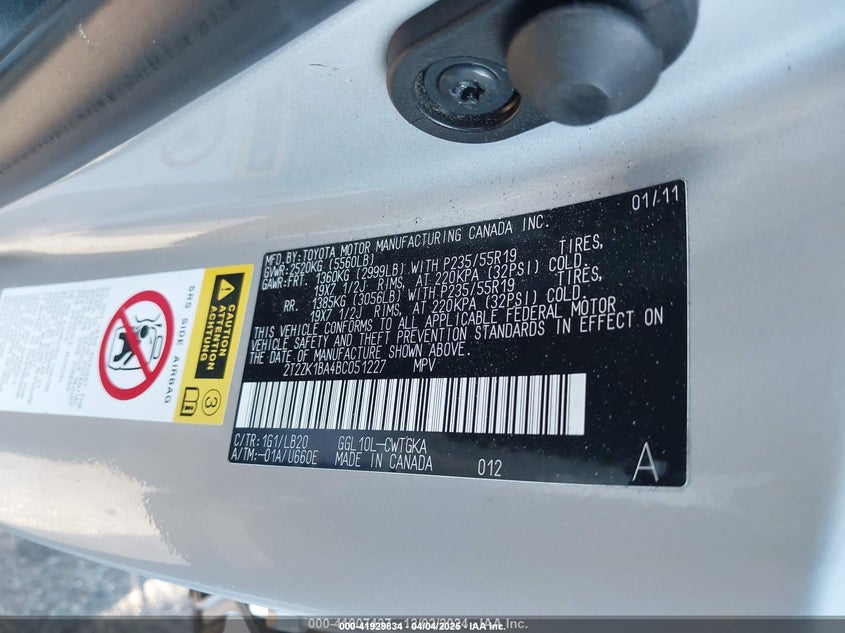 MFD. BY: TOYOTA MOTOR MANUFACTURING CANADA INC. 01/11
GVWR: 2520KG (5560LB)
GAWR: FRT. 1360KG (2999LB) WITH P235/55R19 TIRES,
19X7 1/2J RIMS, AT 220KPA (32PSI) COLD.
RR. 1385KG (3056LB) WITH P235/55R19 TIRES,
19X7 1/2J RIMS, AT 220KPA (32PSI) COLD.
THIS VEHICLE CONFORMS TO ALL APPLICABLE FEDERAL MOTOR
VEHICLE SAFETY AND THEFT PREVENTION STANDARDS IN EFFECT ON
THE DATE OF MANUFACTURE SHOWN ABOVE.
2T2ZK1BA4BC051227 MPV
C/TR: 1G1/LB20 GGL10L-CWTGKA
A/TM: -01A/U660E MADE IN CANADA 012 A
CAUTION
ATTENTION
ACHTUNG
SRS SIDE AIRBAG
3
000-41929834 - 04/04/2025 - IAA Inc.